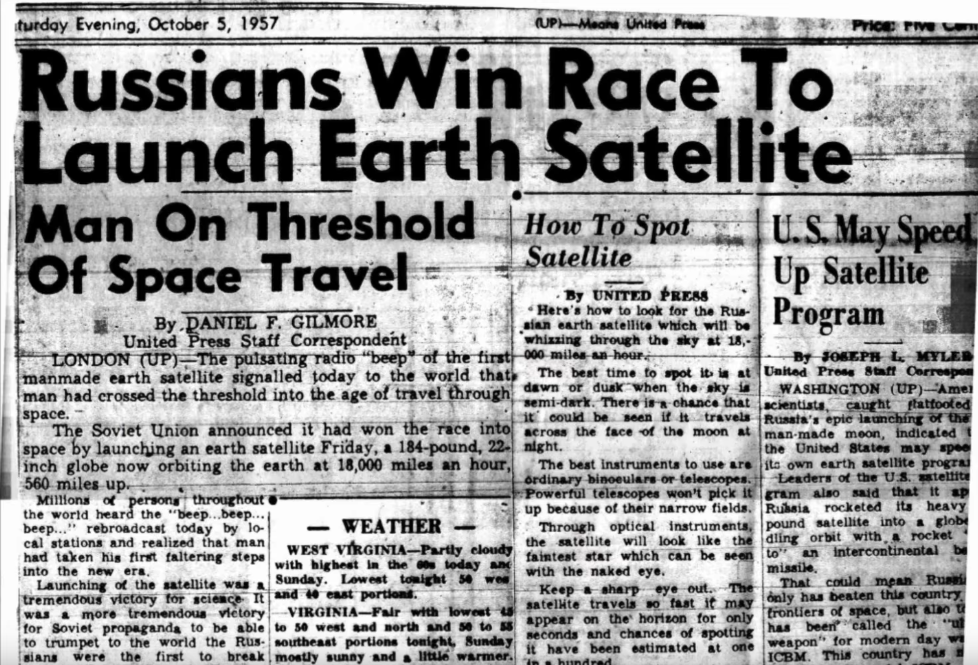 turday Evening, October 5, 1957
(UP)—Means United Press
Price: Five Cen
Russians Win Race To
Launch Earth Satellite
Man On Threshold
Of Space Travel
By DANIEL F. GILMORE
United Press Staff Correspondent
LONDON (UP)—The pulsating radio "beep" of the first
manmade earth satellite signalled today to the world that
man had crossed the threshold into the age of travel through
space.
The Soviet Union announced it had won the race into
space by launching an earth satellite Friday, a 184-pound, 22-
inch globe now orbiting the earth at 18,000 miles an hour,
560 miles up.
Millions of persons throughout
the world heard the "beep...beep...
beep..." rebroadcast today by lo-
cal stations and realized that man
had taken his first faltering steps
into the new era.
Launching of the satellite was a
tremendous victory for science. It
was a more tremendous victory
for Soviet propaganda to be able
to trumpet to the world the Rus-
sians were the first to break
— WEATHER —
WEST VIRGINIA—Partly cloudy
with highest in the 60s today and
Sunday. Lowest tonight 50 west
and 40 east portions.
VIRGINIA—Fair with lowest 45
to 50 west and north and 50 to 55
southeast portions tonight, Sunday
mostly sunny and a little warmer.
How To Spot
Satellite
By UNITED PRESS
Here's how to look for the Rus-
sian earth satellite which will be
whizzing through the sky at 18,-
000 miles an hour.
The best time to spot it is at
dawn or dusk when the sky is
semi-dark. There is a chance that
it could be seen if it travels
across the face of the moon at
night.
The best instruments to use are
ordinary binoculars or telescopes.
Powerful telescopes won't pick it
up because of their narrow fields.
Through optical instruments,
the satellite will look like the
faintest star which can be seen
with the naked eye.
Keep a sharp eye out. The
satellite travels so fast it may
appear on the horizon for only
seconds and chances of spotting
it have been estimated at one
in a hundred.
U. S. May Speed
Up Satellite
Program
By JOSEPH L. MYLER
United Press Staff Correspon
WASHINGTON (UP)—Amer
scientists, caught flatfooted
Russia's epic launching of the
man-made moon, indicated t
the United States may spee
its own earth satellite progra
Leaders of the U.S. satellite
gram also said that it ap
Russia rocketed its heavy
pound satellite into a globe
dling orbit with a rocket
to" an intercontinental ba
missile.
That could mean Russia
only has beaten this country
frontiers of space, but also to
has been called the "ul
weapon" for modern day wa
ICRM. This country has n